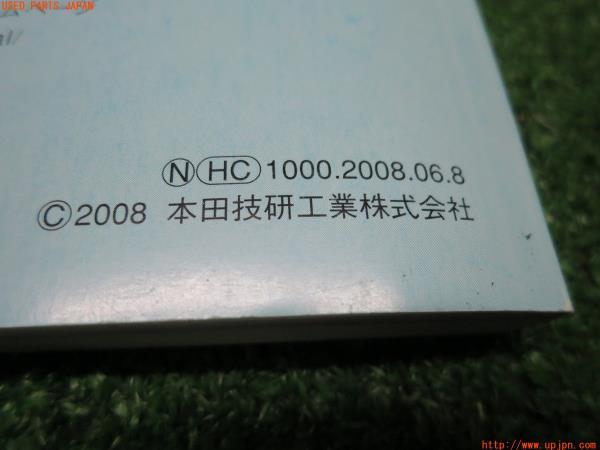 USED PARTS JAPAN
ⓃHC1000.2008.06.8
Ⓒ2008 本田技研工業株式会社
http://www.upjpn.com